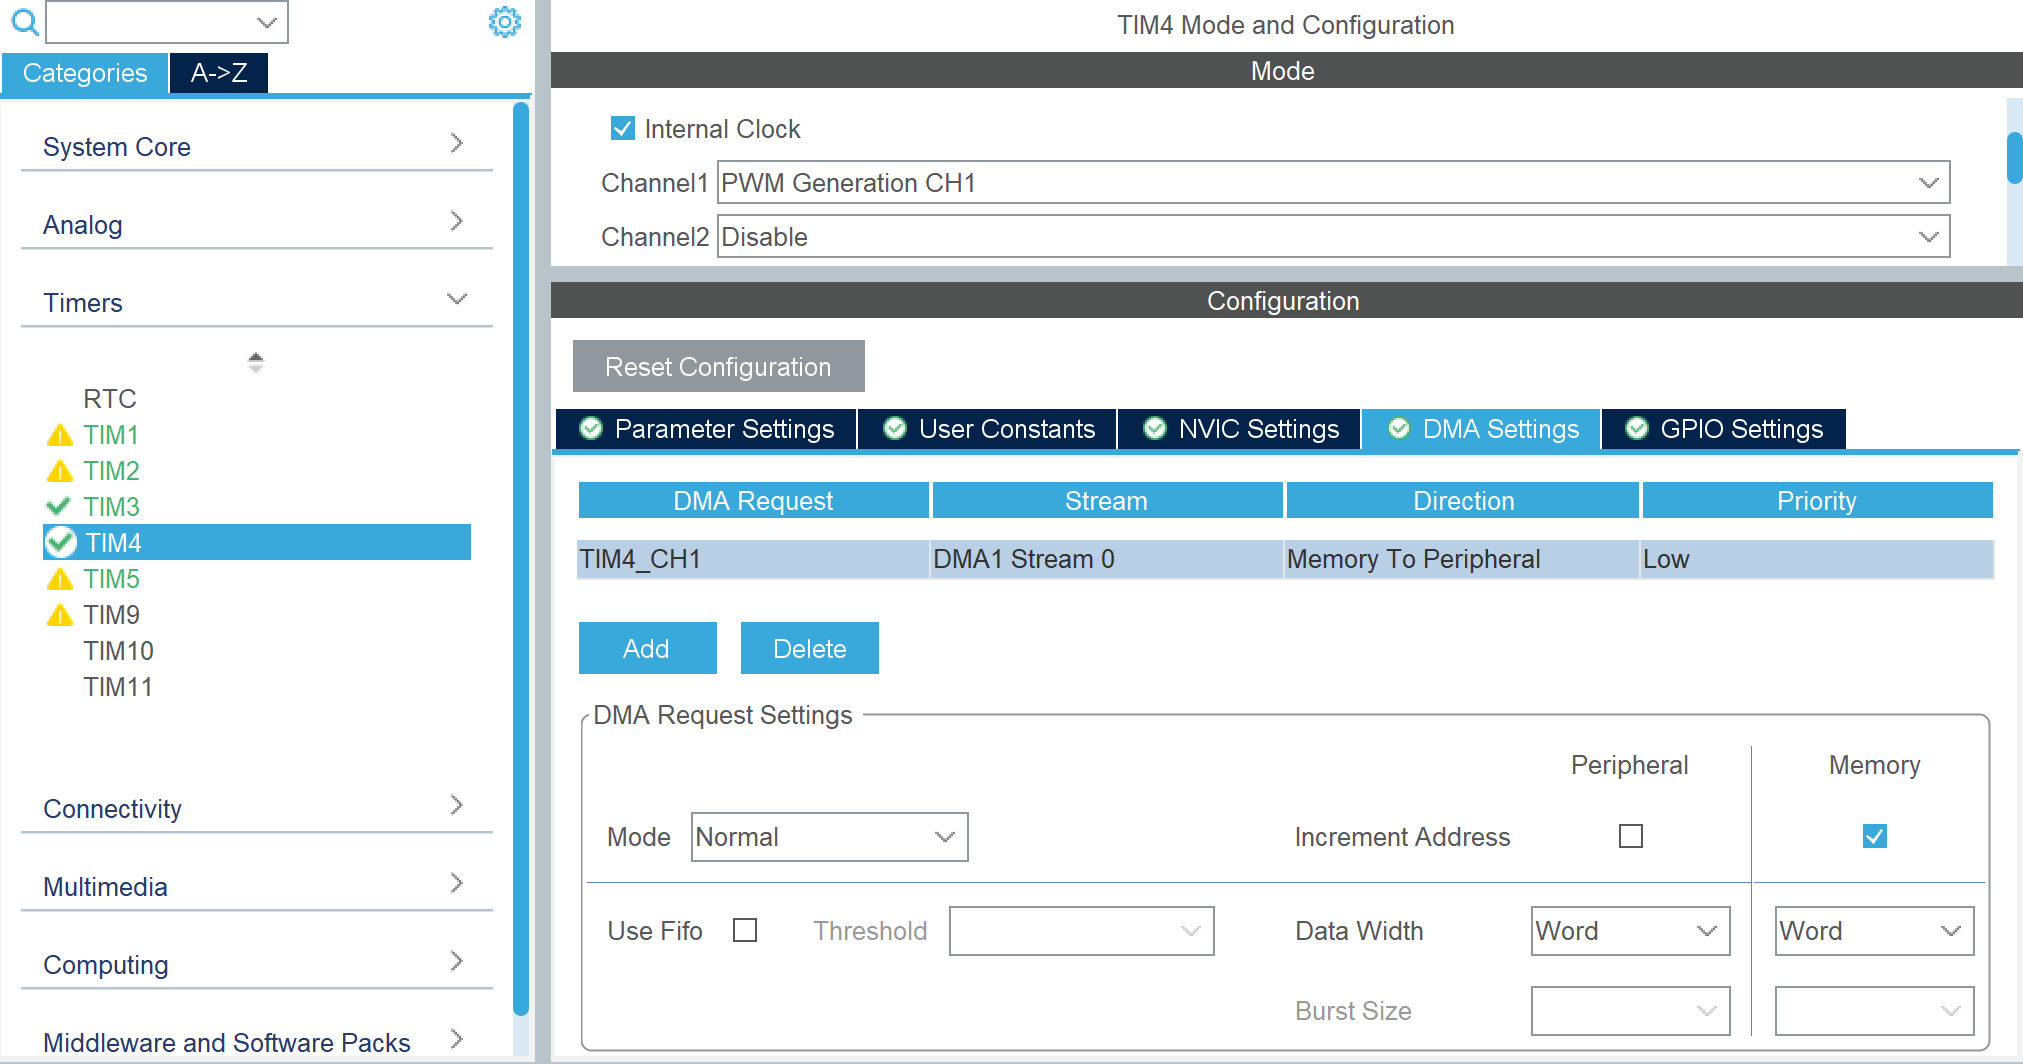 Categories
A->Z
System Core
Analog
Timers
RTC
TIM1
TIM2
TIM3
TIM4
TIM5
TIM9
TIM10
TIM11
Connectivity
Multimedia
Computing
Middleware and Software Packs
TIM4 Mode and Configuration
Mode
Internal Clock
Channel1 PWM Generation CH1
Channel2 Disable
Configuration
Reset Configuration
Parameter Settings User Constants NVIC Settings DMA Settings GPIO Settings
DMA Request Stream Direction Priority
TIM4_CH1 DMA1 Stream 0 Memory To Peripheral Low
Add Delete
DMA Request Settings
Peripheral Memory
Mode Normal Increment Address
Use Fifo Threshold Data Width Word Word
Burst Size